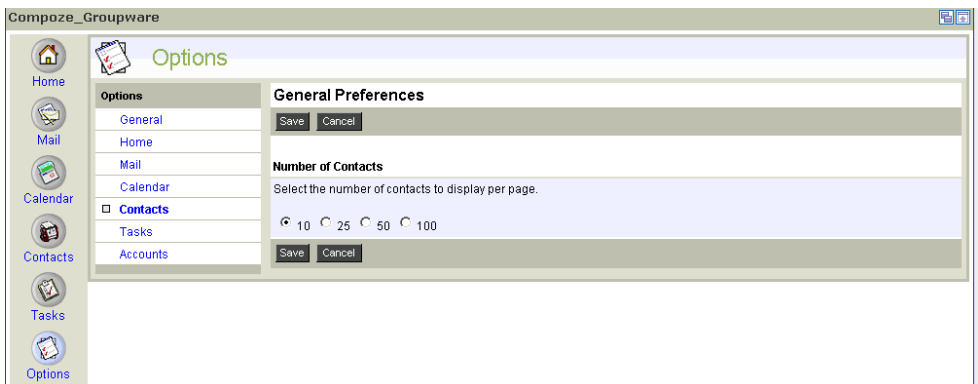 Compoze_Groupware
Home
Mail
Calendar
Contacts
Tasks
Options
Options
Options
General
Home
Mail
Calendar
Contacts
Tasks
Accounts
General Preferences
Save Cancel
Number of Contacts
Select the number of contacts to display per page.
10 25 50 100
Save Cancel